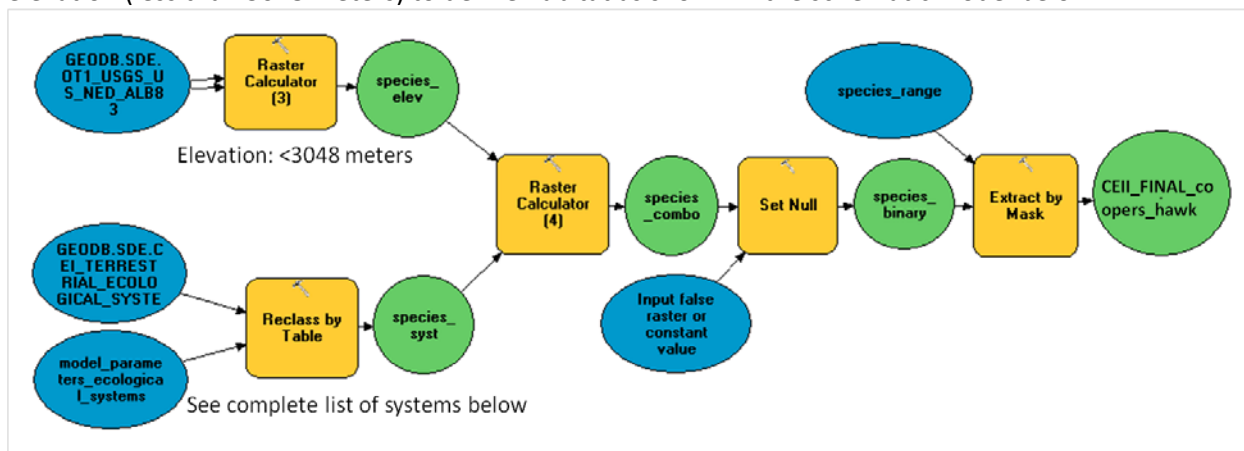 GEODB.SDE.
OT1_USGS_U
S_NED_ALB8
3
Raster
Calculator
(3)
species_
elev
species_range
Elevation: <3048 meters
Raster
Calculator
(4)
species
_combo
Set Null
species_
binary
Extract by
Mask
CEII_FINAL_co
opers_hawk
GEODB.SDE.C
EI_TERREST
RIAL_ECOLO
GICAL_SYSTE
Reclass by
Table
species_
syst
Input false
raster or
constant
value
model_parame
ters_ecologica
l_systems
See complete list of systems below